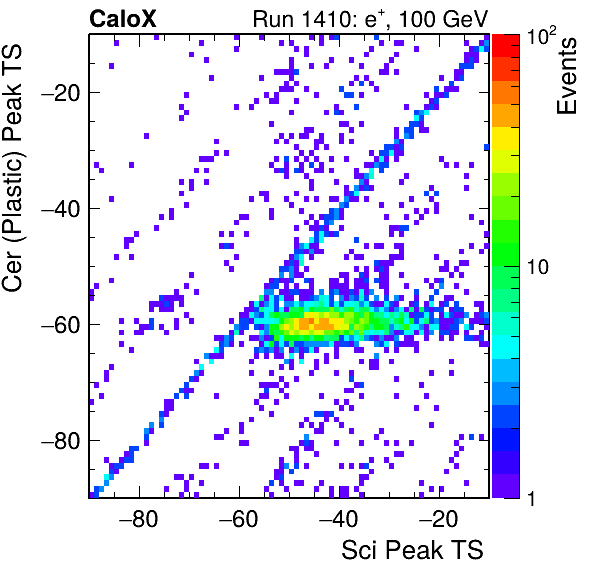 CaloX Run 1410: e⁺, 100 GeV
Cer (Plastic) Peak TS
−20
−40
−60
−80
−80 −60 −40 −20
Sci Peak TS
10²
10
1
Events